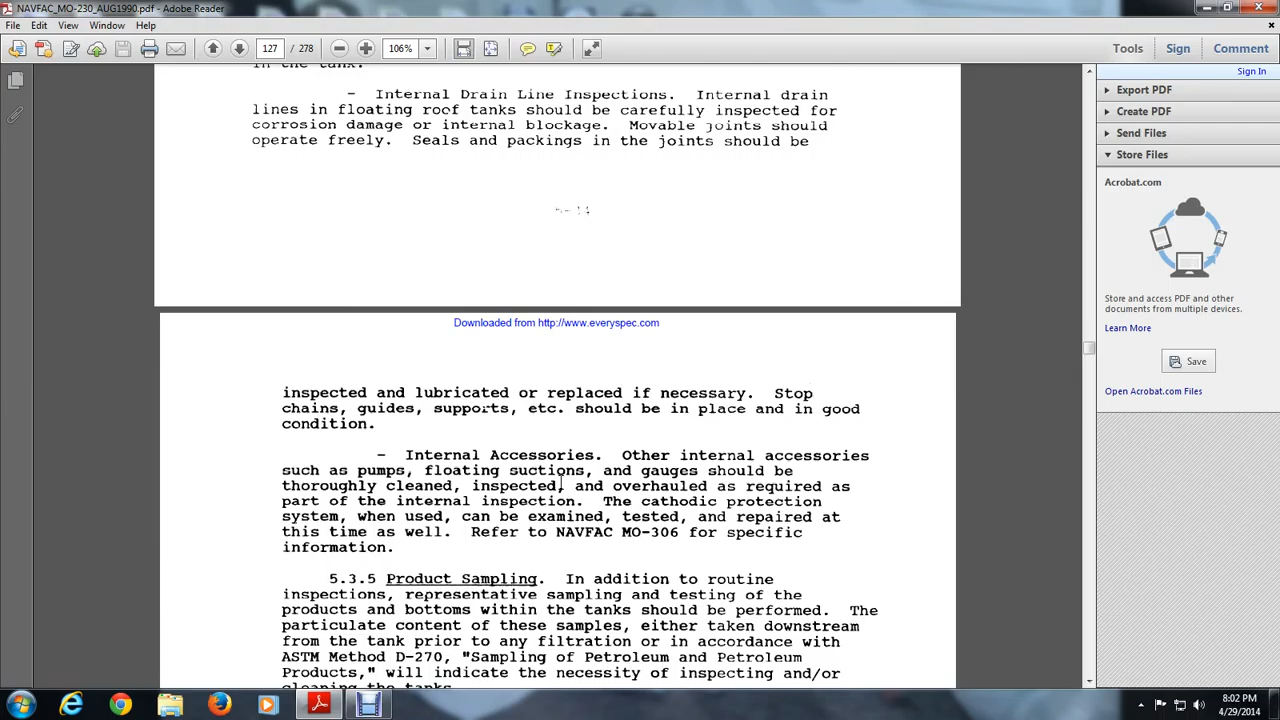 NAVFAC_MO-230_AUG1990.pdf - Adobe Reader
File Edit View Window Help
127 / 278 106% Tools Sign Comment
Sign In
Export PDF
Create PDF
Send Files
Store Files
Acrobat.com
Store and access PDF and other
documents from multiple devices.
Learn More
Save
Open Acrobat.com Files
in the tank.
- Internal Drain Line Inspections. Internal drain
lines in floating roof tanks should be carefully inspected for
corrosion damage or internal blockage. Movable joints should
operate freely. Seals and packings in the joints should be
Downloaded from http://www.everyspec.com
inspected and lubricated or replaced if necessary. Stop
chains, guides, supports, etc. should be in place and in good
condition.
- Internal Accessories. Other internal accessories
such as pumps, floating suctions, and gauges should be
thoroughly cleaned, inspected, and overhauled as required as
part of the internal inspection. The cathodic protection
system, when used, can be examined, tested, and repaired at
this time as well. Refer to NAVFAC MO-306 for specific
information.
5.3.5 Product Sampling. In addition to routine
inspections, representative sampling and testing of the
products and bottoms within the tanks should be performed. The
particulate content of these samples, either taken downstream
from the tank prior to any filtration or in accordance with
ASTM Method D-270, "Sampling of Petroleum and Petroleum
Products," will indicate the necessity of inspecting and/or
cleaning the tanks.
8:02 PM
4/29/2014